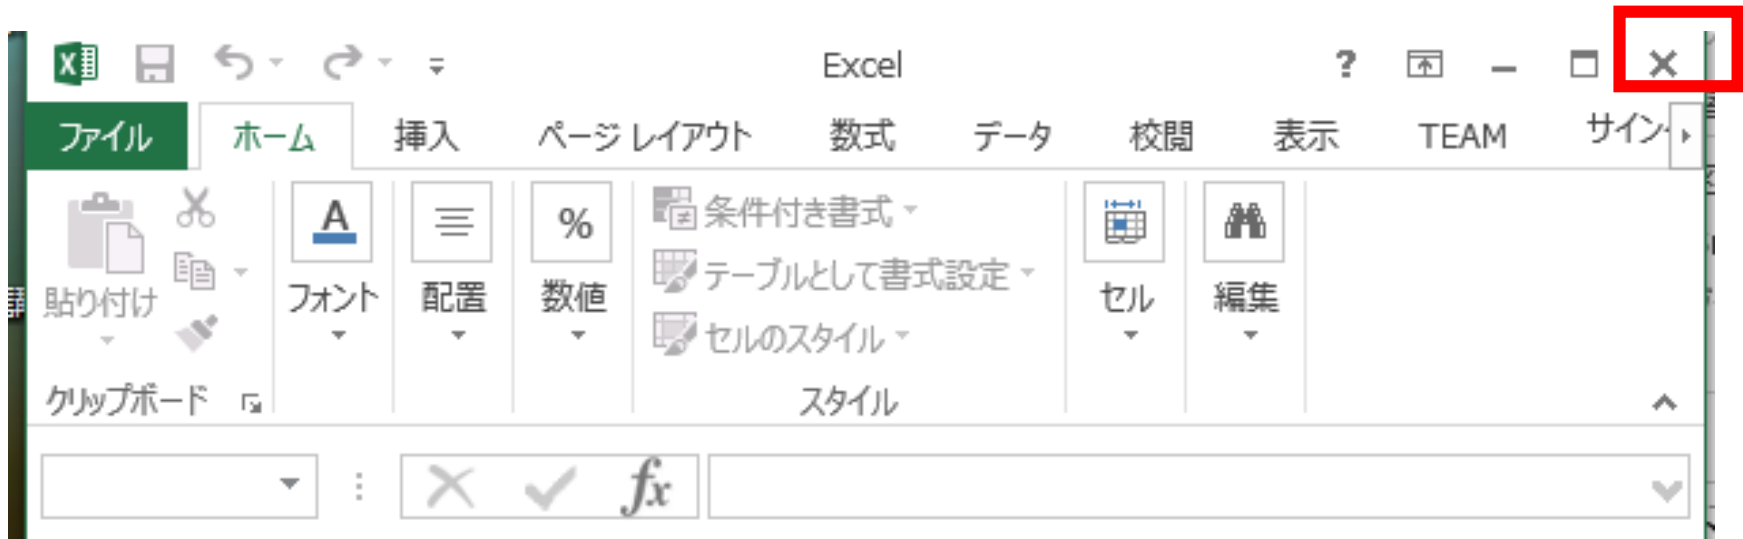 Excel ?
ファイル ホーム 挿入 ページ レイアウト 数式 データ 校閲 表示 TEAM サイン
A % 条件付き書式
テーブルとして書式設定
貼り付け フォント 配置 数値 セル 編集
セルのスタイル
クリップボード スタイル
fx